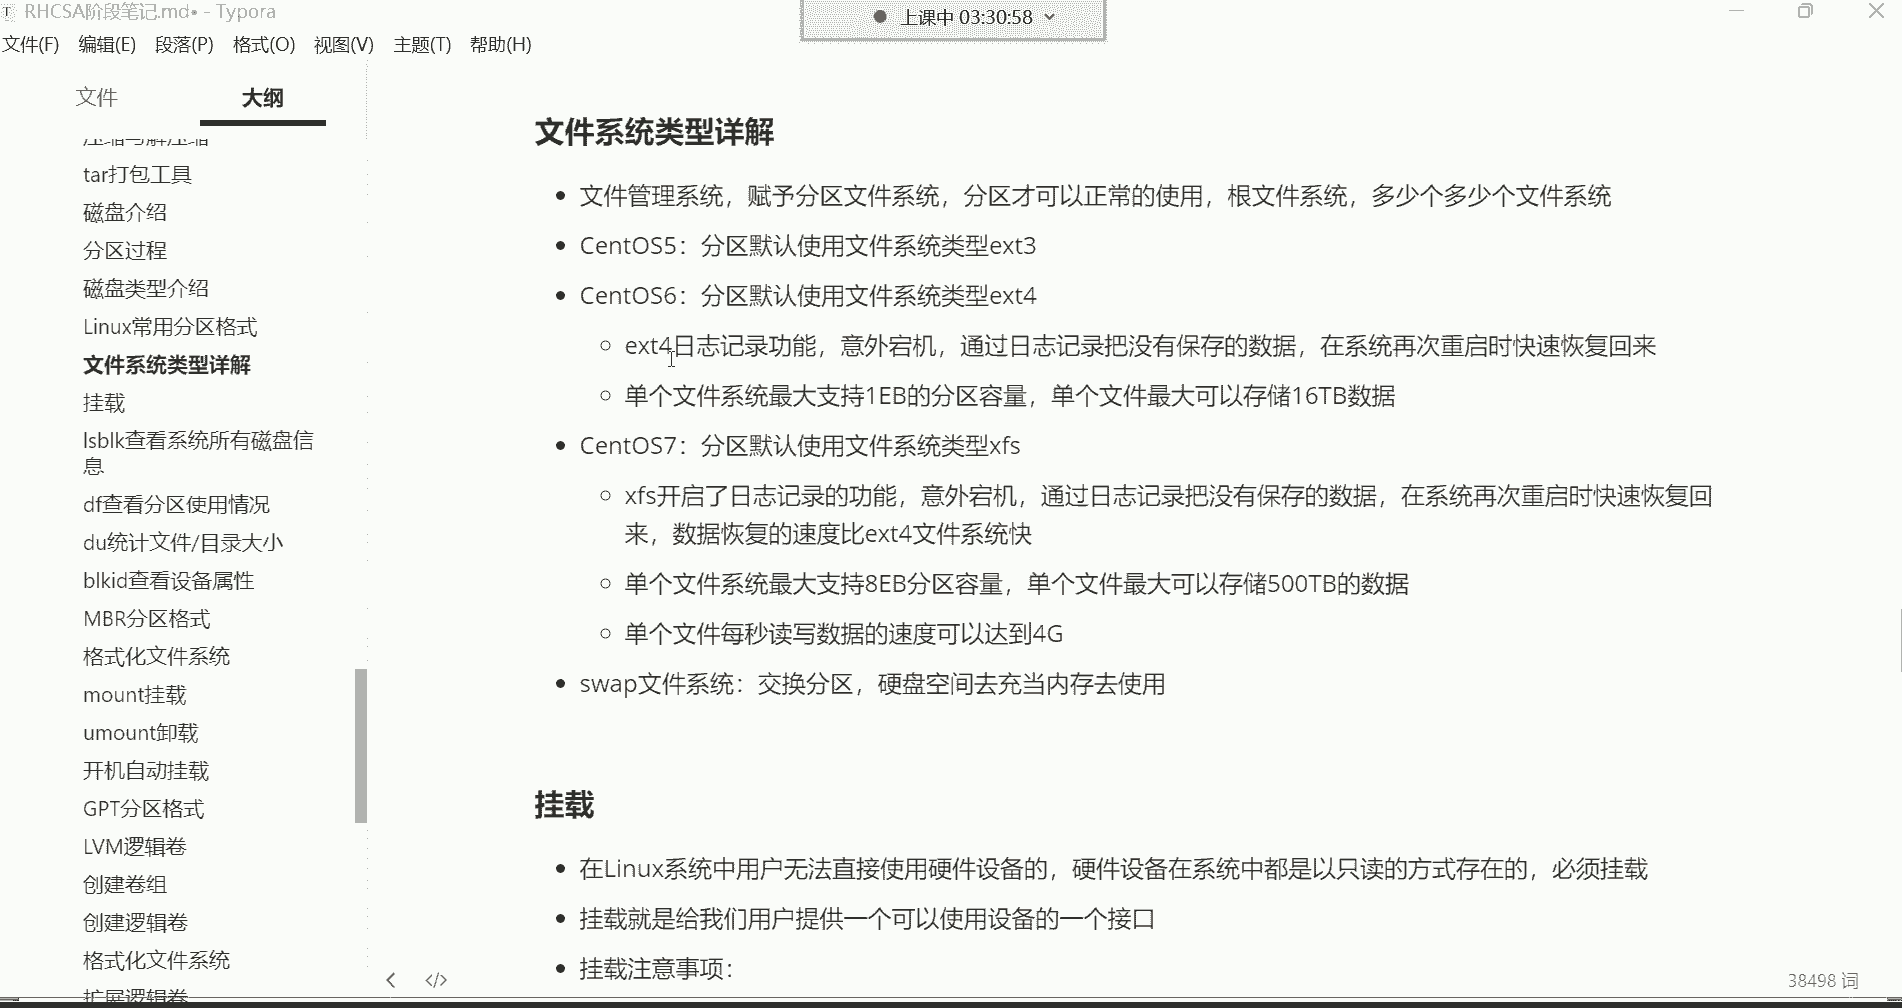 RHCSA阶段笔记.md• - Typora
上课中 03:30:58
文件(F) 编辑(E) 段落(P) 格式(O) 视图(V) 主题(T) 帮助(H)
文件 大纲
压缩与解压缩
tar打包工具
磁盘介绍
分区过程
磁盘类型介绍
Linux常用分区格式
文件系统类型详解
挂载
lsblk查看系统所有磁盘信
息
df查看分区使用情况
du统计文件/目录大小
blkid查看设备属性
MBR分区格式
格式化文件系统
mount挂载
umount卸载
开机自动挂载
GPT分区格式
LVM逻辑卷
创建卷组
创建逻辑卷
格式化文件系统
扩展逻辑卷
文件系统类型详解
文件管理系统，赋予分区文件系统，分区才可以正常的使用，根文件系统，多少个多少个文件系统
CentOS5：分区默认使用文件系统类型ext3
CentOS6：分区默认使用文件系统类型ext4
ext4日志记录功能，意外宕机，通过日志记录把没有保存的数据，在系统再次重启时快速恢复回来
单个文件系统最大支持1EB的分区容量，单个文件最大可以存储16TB数据
CentOS7：分区默认使用文件系统类型xfs
xfs开启了日志记录的功能，意外宕机，通过日志记录把没有保存的数据，在系统再次重启时快速恢复回
来，数据恢复的速度比ext4文件系统快
单个文件系统最大支持8EB分区容量，单个文件最大可以存储500TB的数据
单个文件每秒读写数据的速度可以达到4G
swap文件系统：交换分区，硬盘空间去充当内存去使用
挂载
在Linux系统中用户无法直接使用硬件设备的，硬件设备在系统中都是以只读的方式存在的，必须挂载
挂载就是给我们用户提供一个可以使用设备的一个接口
挂载注意事项：
38498 词